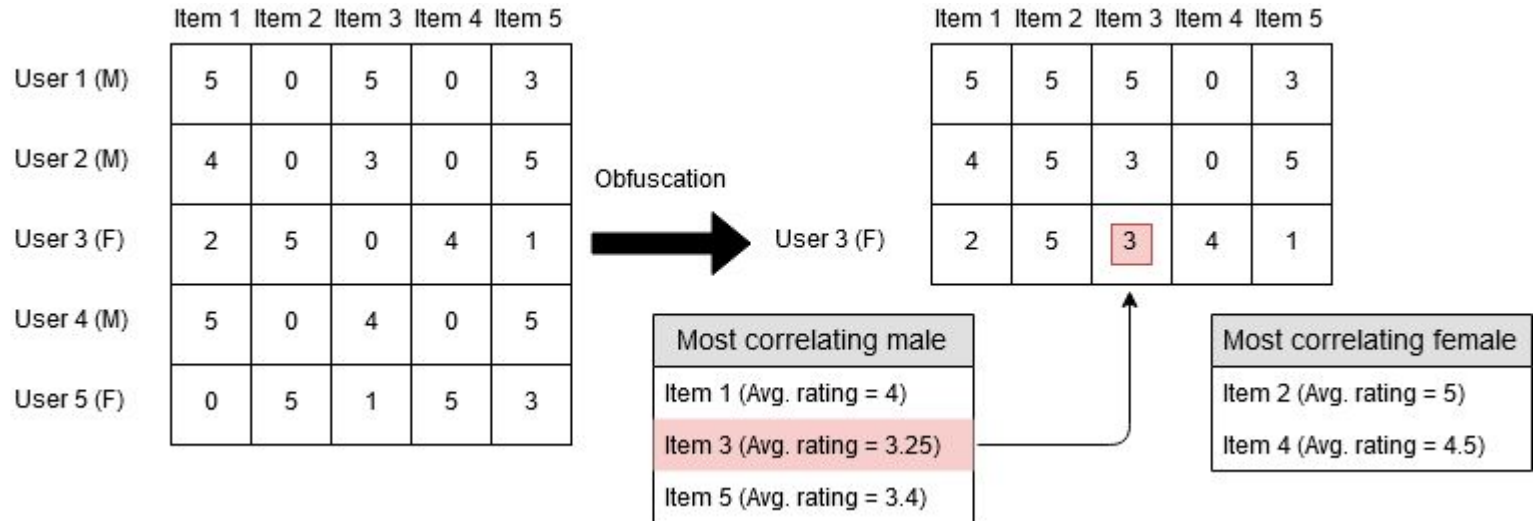 Item 1 Item 2 Item 3 Item 4 Item 5
User 1 (M) 5 0 5 0 3
User 2 (M) 4 0 3 0 5
User 3 (F) 2 5 0 4 1
User 4 (M) 5 0 4 0 5
User 5 (F) 0 5 1 5 3
Obfuscation
Item 1 Item 2 Item 3 Item 4 Item 5
5 5 5 0 3
4 5 3 0 5
User 3 (F) 2 5 3 4 1
Most correlating male
Item 1 (Avg. rating = 4)
Item 3 (Avg. rating = 3.25)
Item 5 (Avg. rating = 3.4)
Most correlating female
Item 2 (Avg. rating = 5)
Item 4 (Avg. rating = 4.5)